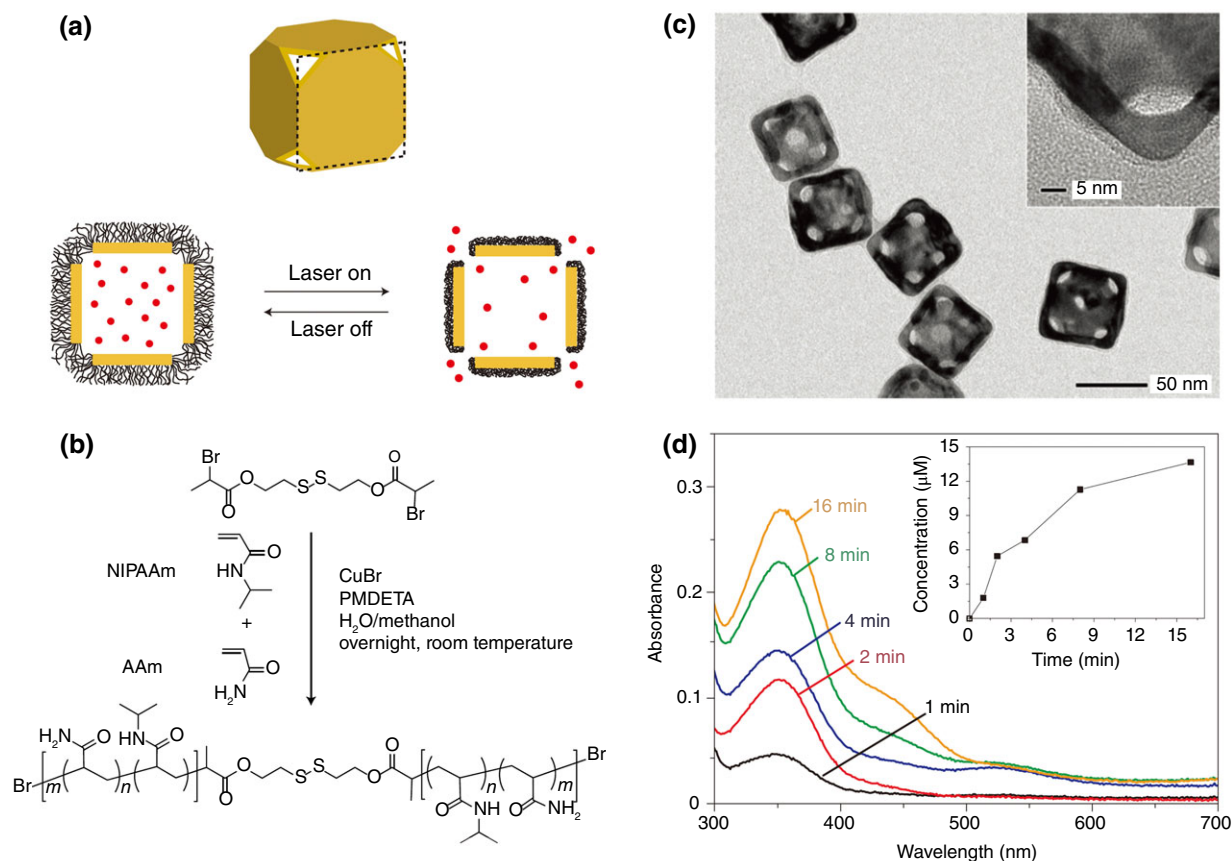 (a)
Laser on
Laser off
(b)
Br
O
O
S
S
O
O
O
Br
NIPAAm
O
HN
+
AAm
O
H₂N
CuBr
PMDETA
H₂O/methanol
overnight, room temperature
H₂N
O
HN
O
Br
m
n
O
O
S
S
O
O
n
m
Br
O
HN
O
NH₂
(c)
5 nm
50 nm
(d)
Absorbance
0.3
0.2
0.1
0
300
400
500
600
700
Wavelength (nm)
16 min
8 min
4 min
2 min
1 min
Concentration (μM)
15
12
9
6
3
0
0
3
6
9
12
15
Time (min)